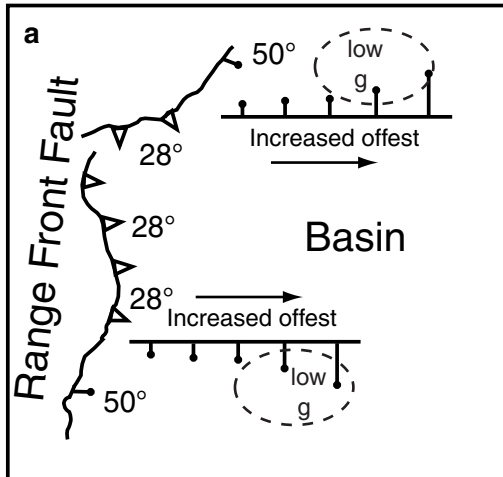 a
50°
low
g
Increased offest
28°
Range Front Fault
28°
Basin
28°
Increased offest
low
g
50°